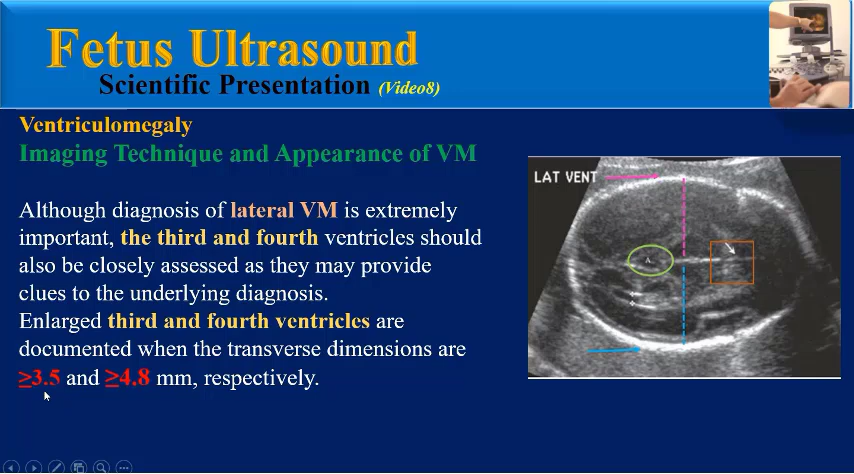 Fetus Ultrasound
Scientific Presentation (Video8)
Ventriculomegaly
Imaging Technique and Appearance of VM
Although diagnosis of lateral VM is extremely
important, the third and fourth ventricles should
also be closely assessed as they may provide
clues to the underlying diagnosis.
Enlarged third and fourth ventricles are
documented when the transverse dimensions are
≥3.5 and ≥4.8 mm, respectively.
LAT VENT
A